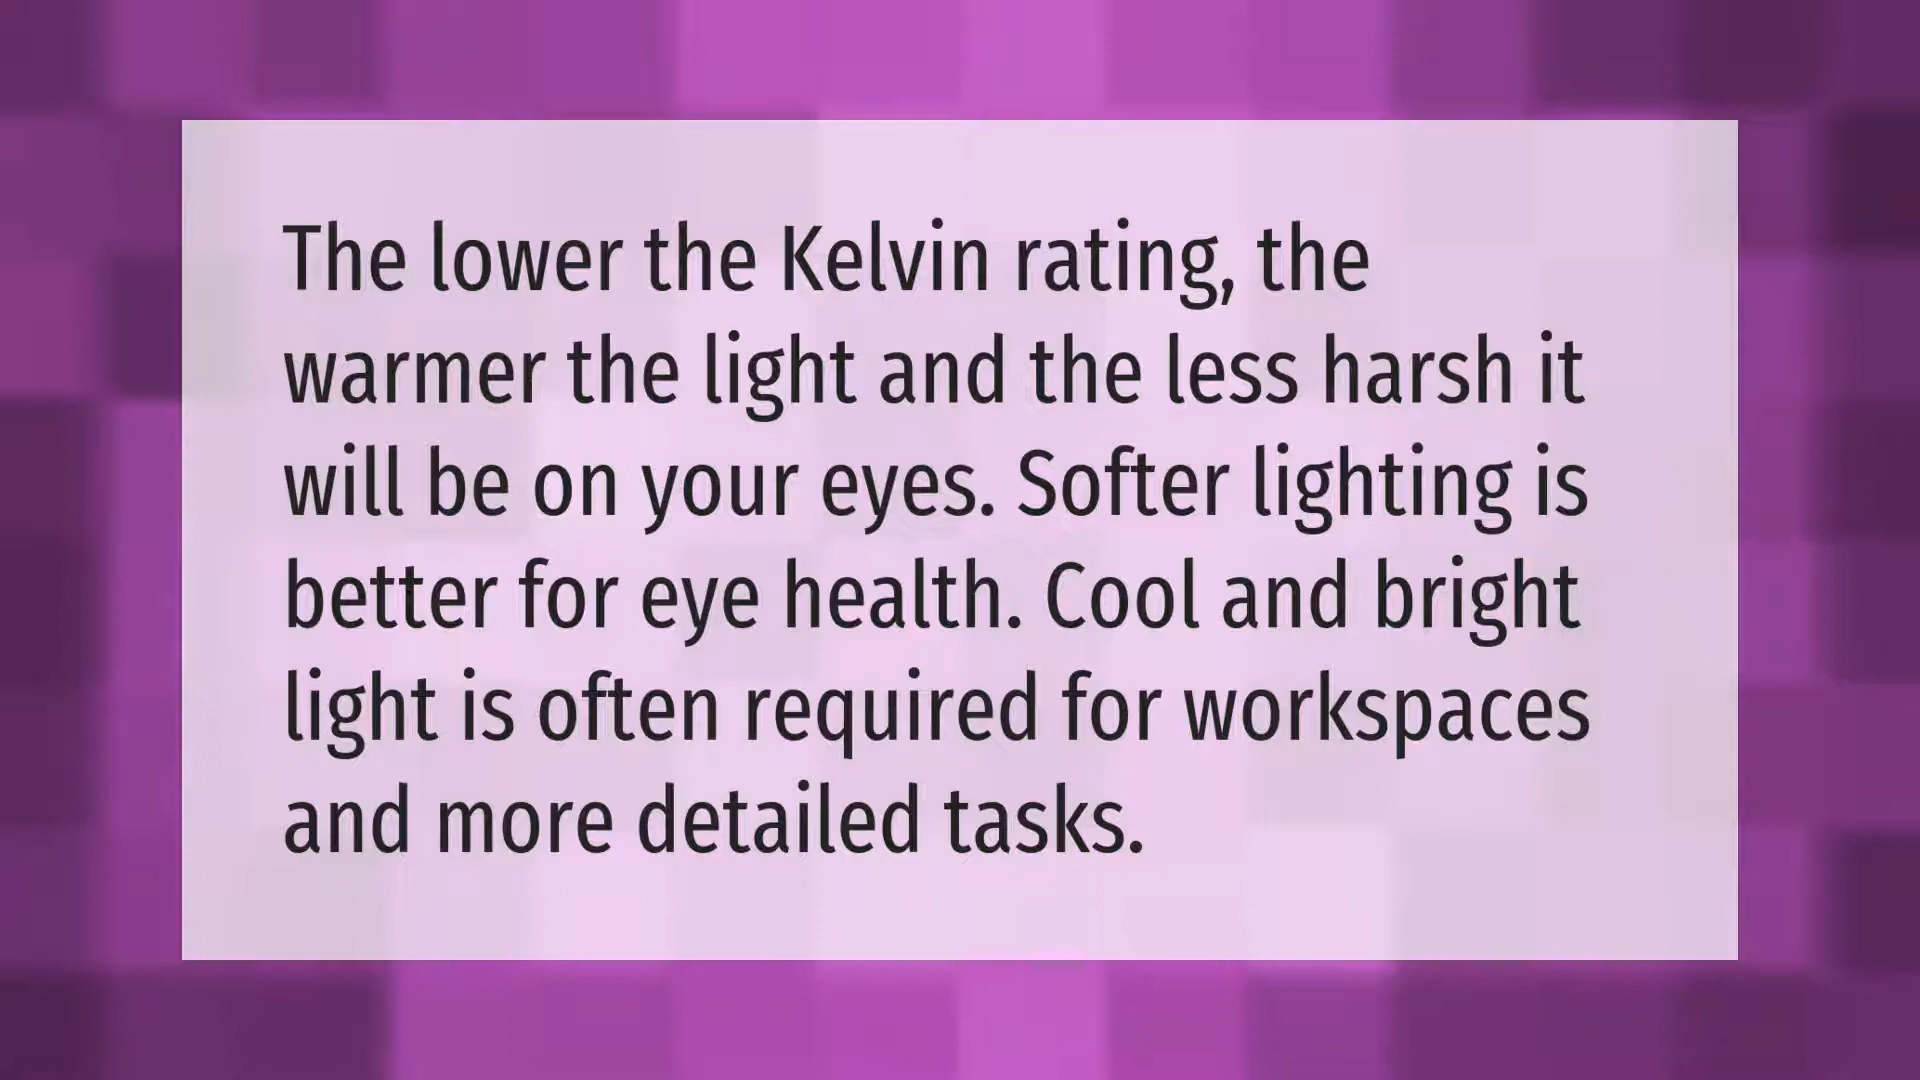 The lower the Kelvin rating, the
warmer the light and the less harsh it
will be on your eyes. Softer lighting is
better for eye health. Cool and bright
light is often required for workspaces
and more detailed tasks.